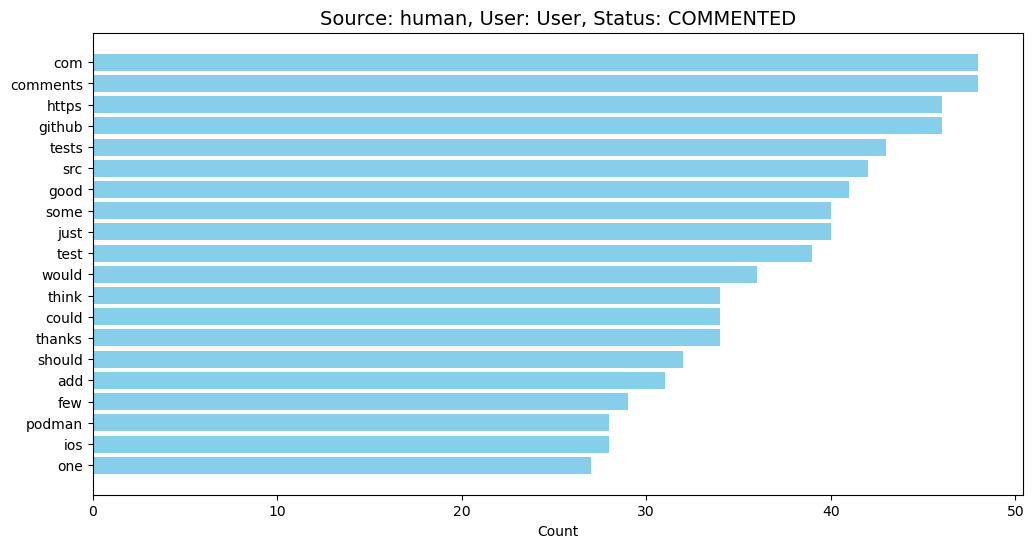 Source: human, User: User, Status: COMMENTED
com
comments
https
github
tests
src
good
some
just
test
would
think
could
thanks
should
add
few
podman
ios
one
0 10 20 30 40 50
Count